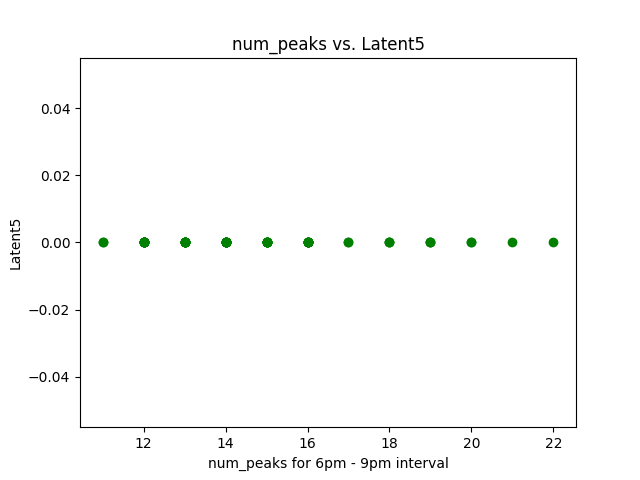 num_peaks vs. Latent5
0.04
0.02
0.00
−0.02
−0.04
Latent5
12 14 16 18 20 22
num_peaks for 6pm - 9pm interval